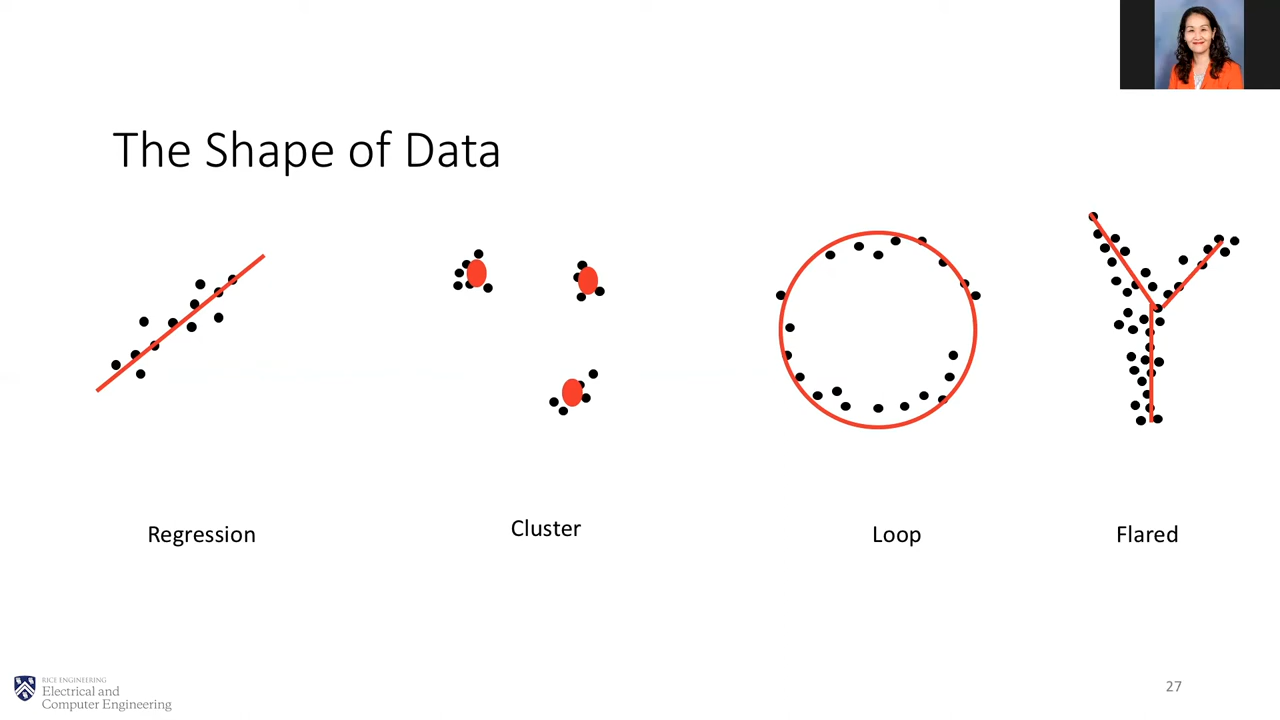 The Shape of Data
Regression
Cluster
Loop
Flared
RICE ENGINEERING
Electrical and
Computer Engineering
27